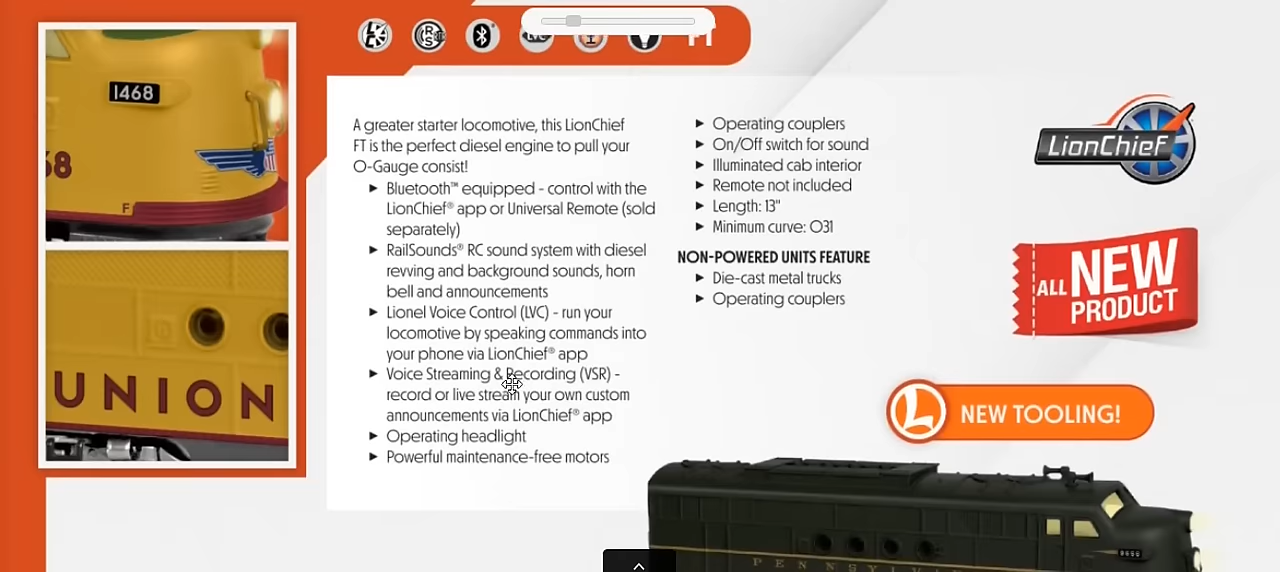 1468
68
F
UNION
FT
A greater starter locomotive, this LionChief
FT is the perfect diesel engine to pull your
O-Gauge consist!
► Bluetooth™ equipped - control with the
LionChief® app or Universal Remote (sold
separately)
► RailSounds® RC sound system with diesel
revving and background sounds, horn
bell and announcements
► Lionel Voice Control (LVC) - run your
locomotive by speaking commands into
your phone via LionChief® app
► Voice Streaming & Recording (VSR) -
record or live stream your own custom
announcements via LionChief® app
► Operating headlight
► Powerful maintenance-free motors
► Operating couplers
► On/Off switch for sound
► Illuminated cab interior
► Remote not included
► Length: 13"
► Minimum curve: O31
NON-POWERED UNITS FEATURE
► Die-cast metal trucks
► Operating couplers
LionChief
ALL NEW
PRODUCT
L NEW TOOLING!